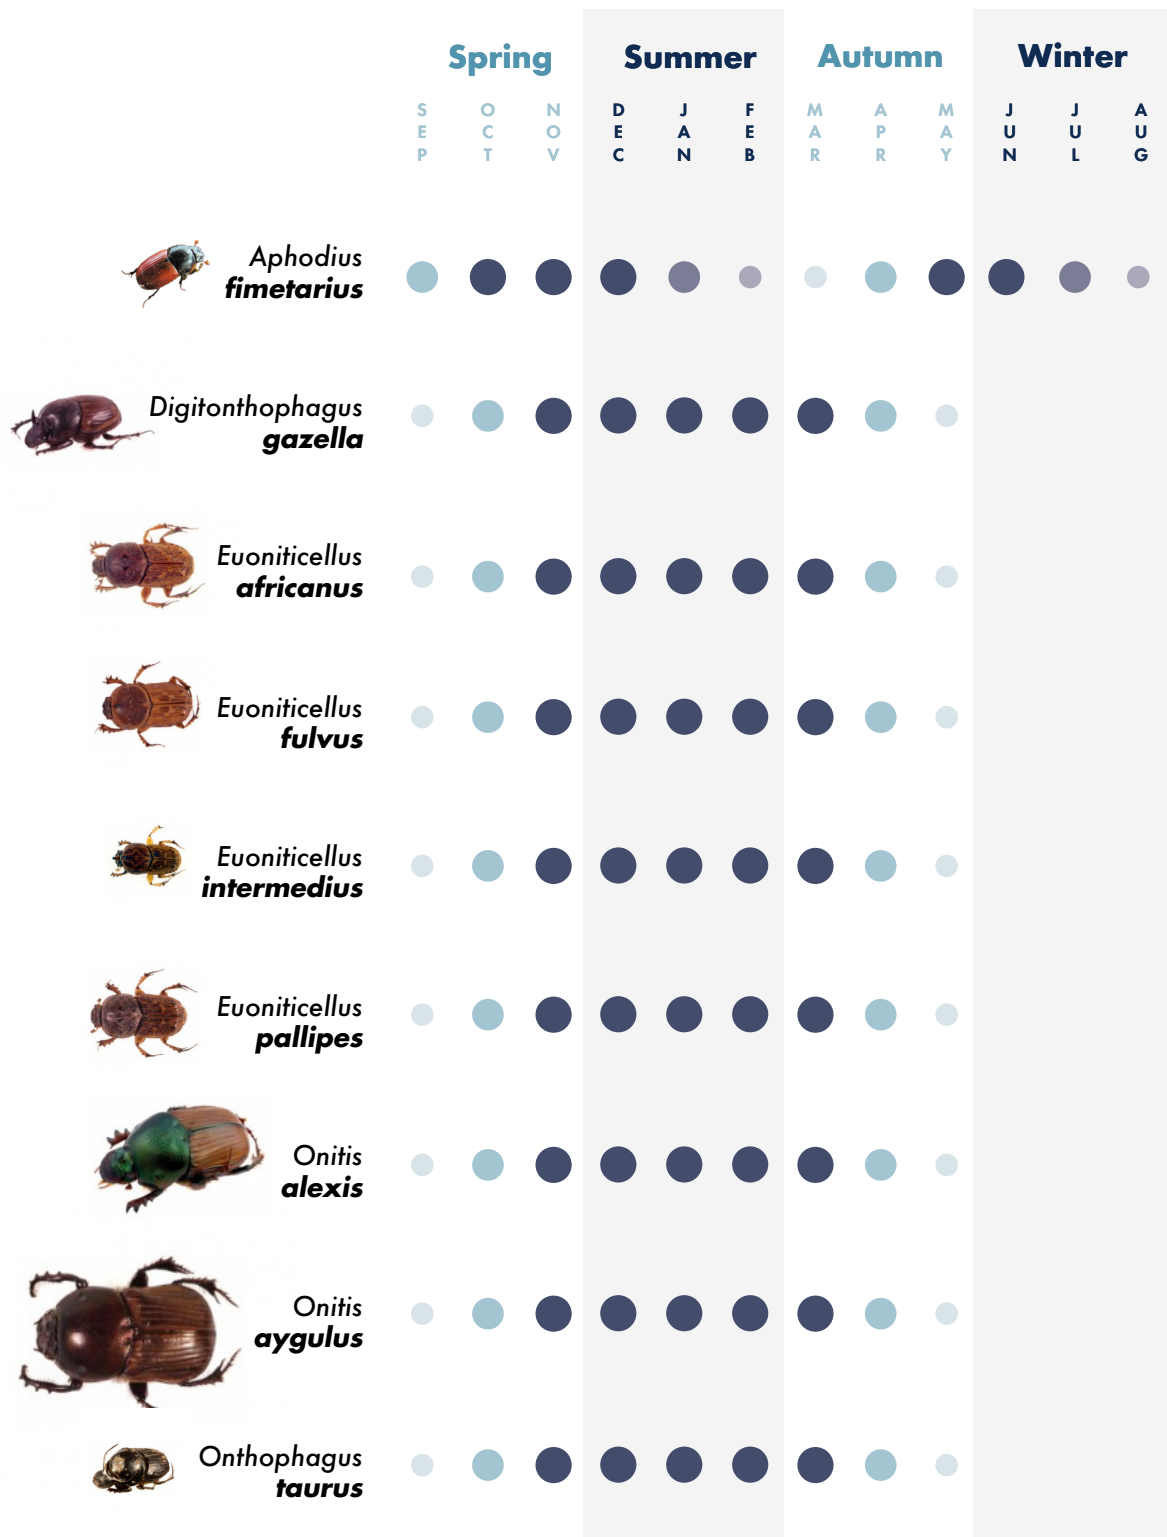 Spring Summer Autumn Winter
SEP OCT NOV DEC JAN FEB MAR APR MAY JUN JUL AUG
Aphodius
fimetarius
Digitonthophagus
gazella
Euoniticellus
africanus
Euoniticellus
fulvus
Euoniticellus
intermedius
Euoniticellus
pallipes
Onitis
alexis
Onitis
aygulus
Onthophagus
taurus